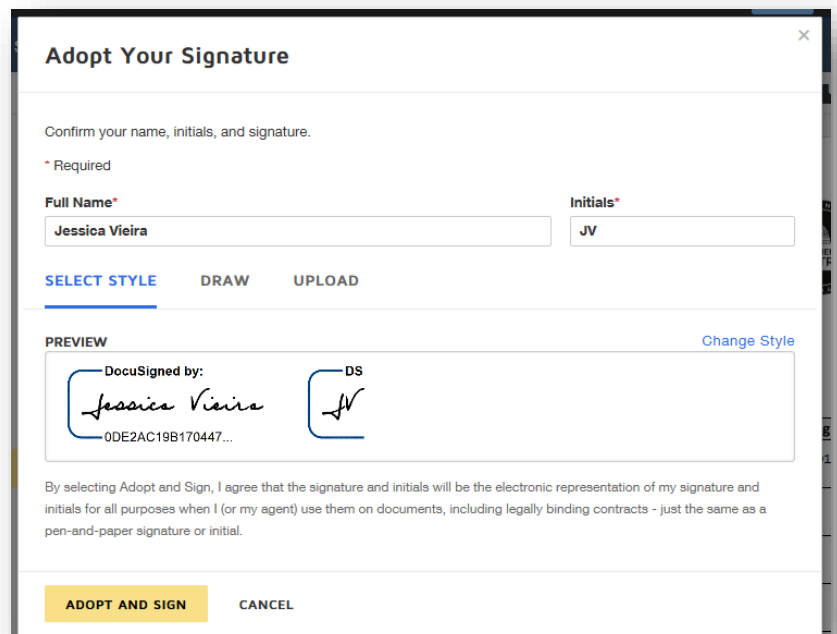 Adopt Your Signature
×
Confirm your name, initials, and signature.
* Required
Full Name* Initials*
Jessica Vieira JV
SELECT STYLE DRAW UPLOAD
PREVIEW Change Style
DocuSigned by: DS
Jessica Vieira JV
0DE2AC19B170447...
By selecting Adopt and Sign, I agree that the signature and initials will be the electronic representation of my signature and
initials for all purposes when I (or my agent) use them on documents, including legally binding contracts - just the same as a
pen-and-paper signature or initial.
ADOPT AND SIGN CANCEL